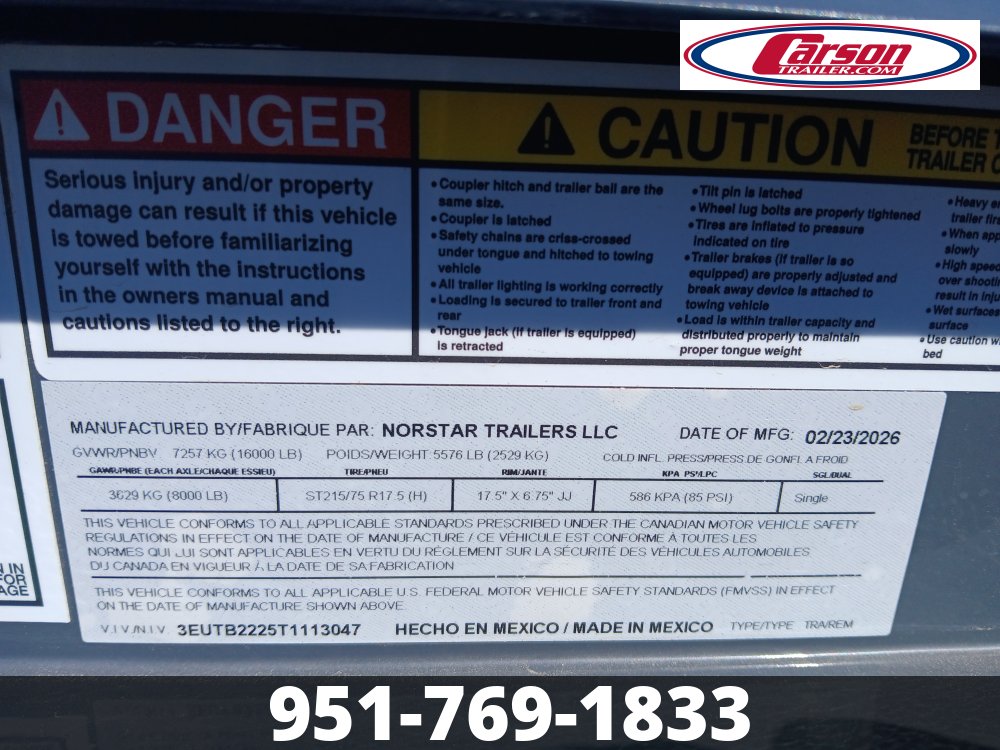 Carson
TRAILER.COM
DANGER
Serious injury and/or property
damage can result if this vehicle
is towed before familiarizing
yourself with the instructions
in the owners manual and
cautions listed to the right.
CAUTION
BEFORE
TRAILER
• Coupler hitch and trailer ball are the
same size.
• Coupler is latched
• Safety chains are criss-crossed
under tongue and hitched to towing
vehicle
• All trailer lighting is working correctly
• Loading is secured to trailer front and
rear
• Tongue jack (if trailer is equipped)
is retracted
• Tilt pin is latched
• Wheel lug bolts are properly tightened
• Tires are inflated to pressure
indicated on tire
• Trailer brakes (if trailer is so
equipped) are properly adjusted and
break away device is attached to
towing vehicle
• Load is within trailer capacity and
distributed properly to maintain
proper tongue weight
• Heavy
trailer
• When
slowly
• High
over
result in
• Wet surfaces
surface
• Use caution
bed
MANUFACTURED BY/FABRIQUE PAR: NORSTAR TRAILERS LLC
DATE OF MFG: 02/23/2026
GVWR/PNBV 7257 KG (16000 LB) POIDS/WEIGHT 5576 LB (2529 KG)
COLD INFL. PRESS/PRESS.DE GONFL A FROID
GAWR/PNBE (EACH AXLE/CHAQUE ESSIEU) TIRE/PNEU RIM/JANTE KPA PSI/LPC SGL/DUAL
3629 KG (8000 LB) ST215/75 R17.5 (H) 17.5" X 6.75" JJ 586 KPA (85 PSI) Single
THIS VEHICLE CONFORMS TO ALL APPLICABLE STANDARDS PRESCRIBED UNDER THE CANADIAN MOTOR VEHICLE SAFETY
REGULATIONS IN EFFECT ON THE DATE OF MANUFACTURE / CE VÉHICULE EST CONFORME À TOUTES LES
NORMES QUI LUI SONT APPLICABLES EN VERTU DU RÉGLEMENT SUR LA SÉCURITÉ DES VÉHICULES AUTOMOBILES
DU CANADA EN VIGUEUR À LA DATE DE SA FABRICATION
THIS VEHICLE CONFORMS TO ALL APPLICABLE U.S. FEDERAL MOTOR VEHICLE SAFETY STANDARDS (FMVSS) IN EFFECT
ON THE DATE OF MANUFACTURE SHOWN ABOVE
V.I.V./N.I.V. 3EUTB2225T1113047 HECHO EN MEXICO / MADE IN MEXICO TYPE/TYPE TRA/REM
IN
FOR
951-769-1833